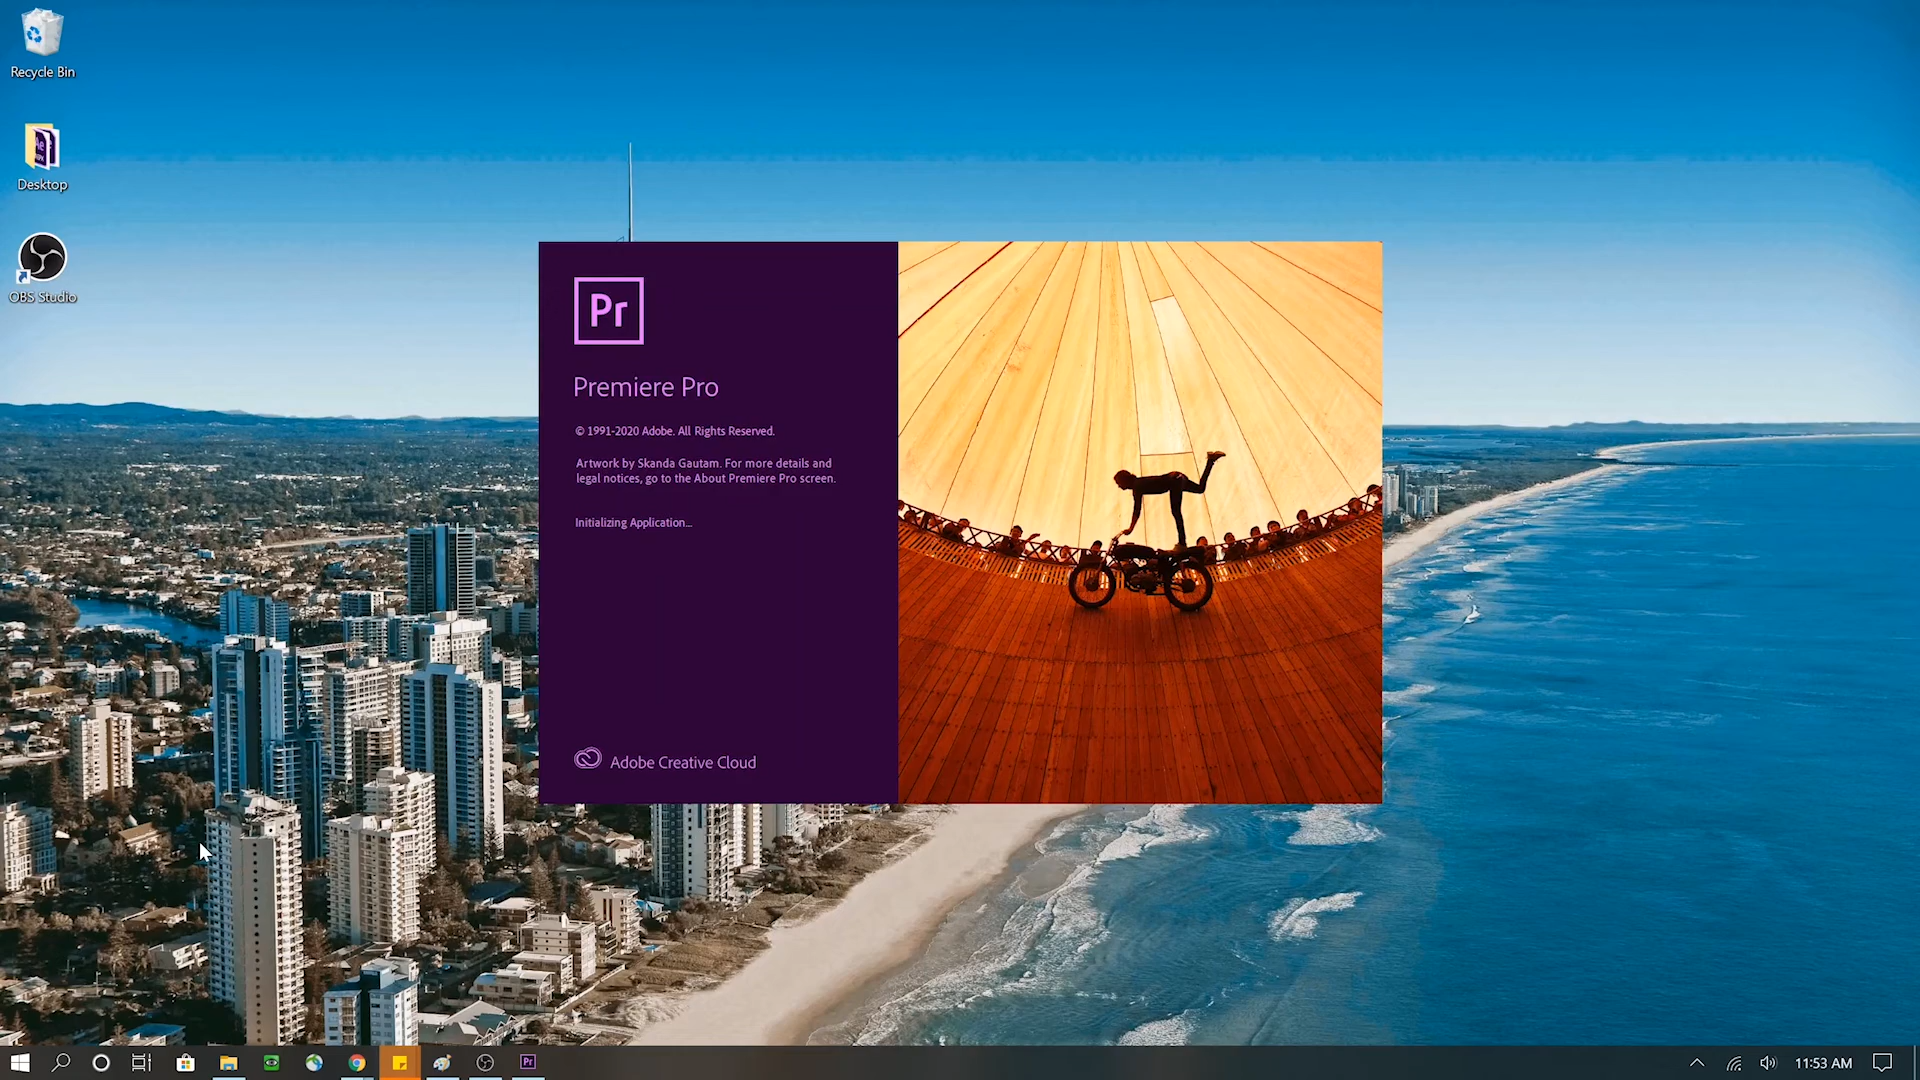 Recycle Bin
Desktop
OBS Studio
Pr
Premiere Pro
© 1991-2020 Adobe. All Rights Reserved.
Artwork by Skanda Gautam. For more details and
legal notices, go to the About Premiere Pro screen.
Initializing Application...
Adobe Creative Cloud
Pr
11:53 AM